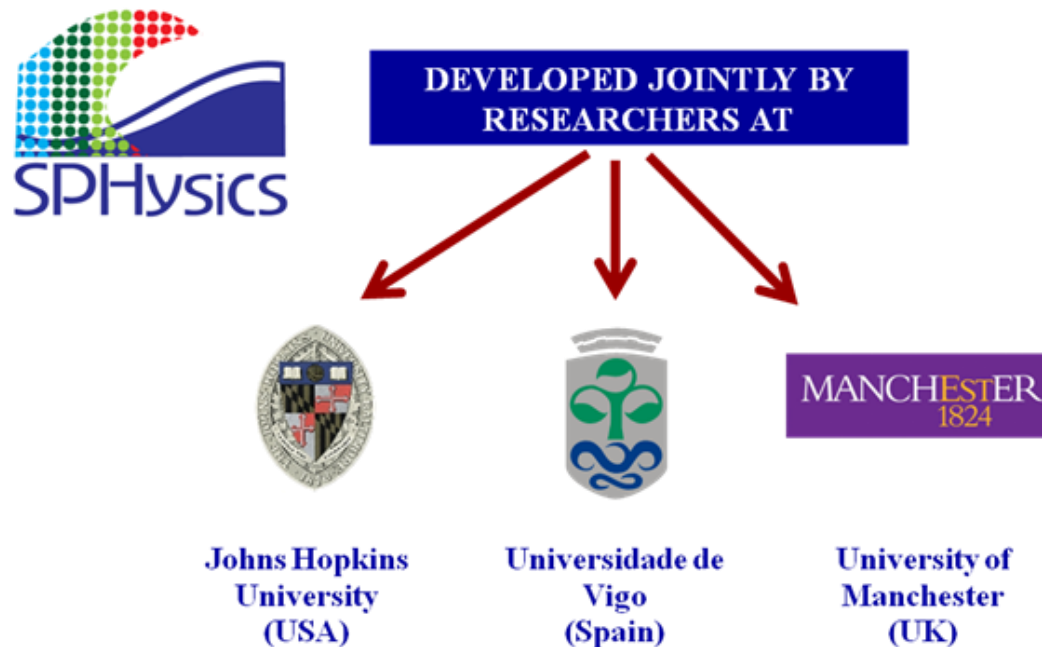 SPHysics
DEVELOPED JOINTLY BY
RESEARCHERS AT
MANCHEstER
1824
Johns Hopkins
University
(USA)
Universidade de
Vigo
(Spain)
University of
Manchester
(UK)